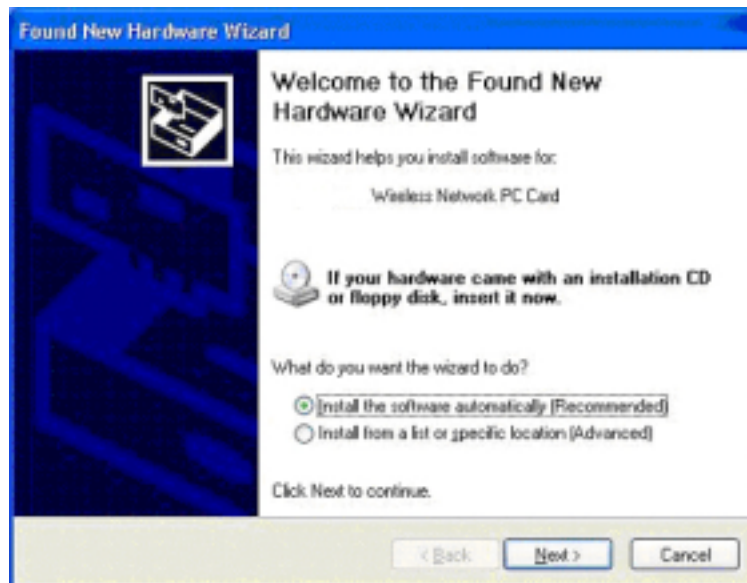 Found New Hardware Wizard
Welcome to the Found New
Hardware Wizard
This wizard helps you install software for:
Wireless Network PC Card
If your hardware came with an installation CD
or floppy disk, insert it now.
What do you want the wizard to do?
Install the software automatically (Recommended)
Install from a list or specific location (Advanced)
Click Next to continue.
< Back Next > Cancel